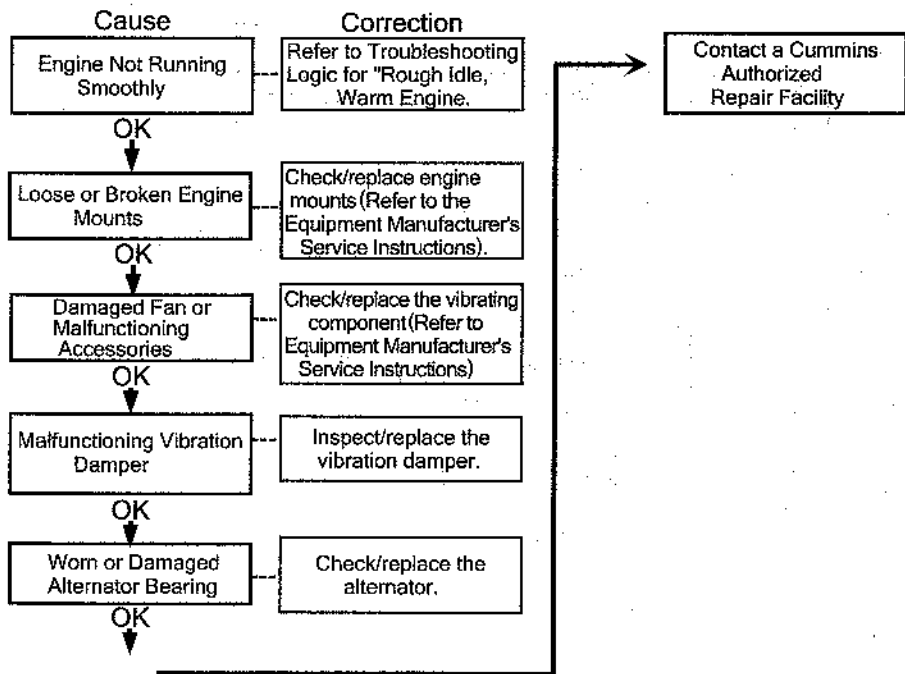 Cause
Correction
Engine Not Running
Smoothly
Refer to Troubleshooting
Logic for "Rough Idle,
Warm Engine.
OK
Loose or Broken Engine
Mounts
Check/replace engine
mounts(Refer to the
Equipment Manufacturer's
Service Instructions).
OK
Damaged Fan or
Malfunctioning
Accessories
Check/replace the vibrating
component(Refer to
Equipment Manufacturer's
Service Instructions)
OK
Malfunctioning Vibration
Damper
Inspect/replace the
vibration damper.
OK
Worn or Damaged
Alternator Bearing
Check/replace the
alternator.
OK
Contact a Cummins
Authorized
Repair Facility